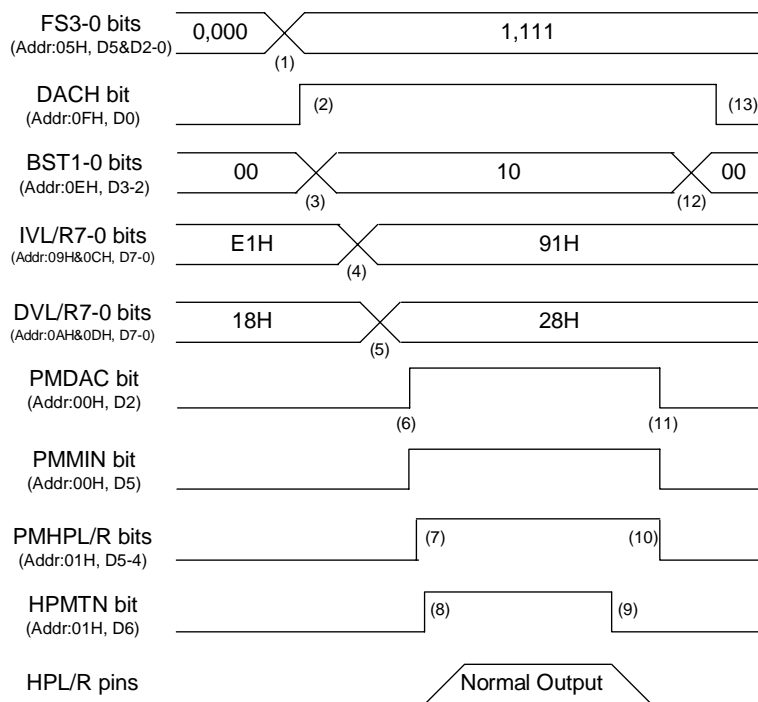 FS3-0 bits
(Addr:05H, D5&D2-0)
0,000
1,111
(1)
DACH bit
(Addr:0FH, D0)
(2)
(13)
BST1-0 bits
(Addr:0EH, D3-2)
00
10
00
(3)
(12)
IVL/R7-0 bits
(Addr:09H&0CH, D7-0)
E1H
91H
(4)
DVL/R7-0 bits
(Addr:0AH&0DH, D7-0)
18H
28H
(5)
PMDAC bit
(Addr:00H, D2)
(6)
(11)
PMMIN bit
(Addr:00H, D5)
PMHPL/R bits
(Addr:01H, D5-4)
(7)
(10)
HPMTN bit
(Addr:01H, D6)
(8)
(9)
HPL/R pins
Normal Output